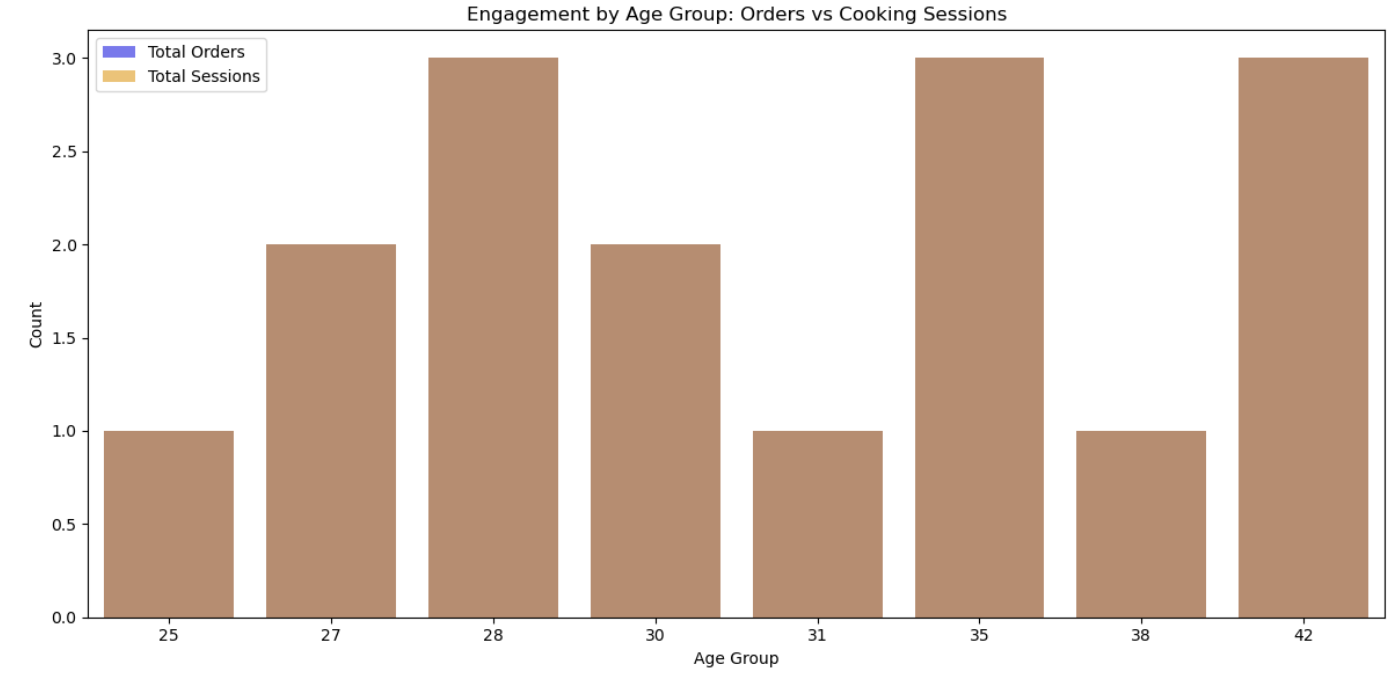 Engagement by Age Group: Orders vs Cooking Sessions
Total Orders
Total Sessions
3.0
2.5
2.0
1.5
1.0
0.5
0.0
Count
25 27 28 30 31 35 38 42
Age Group